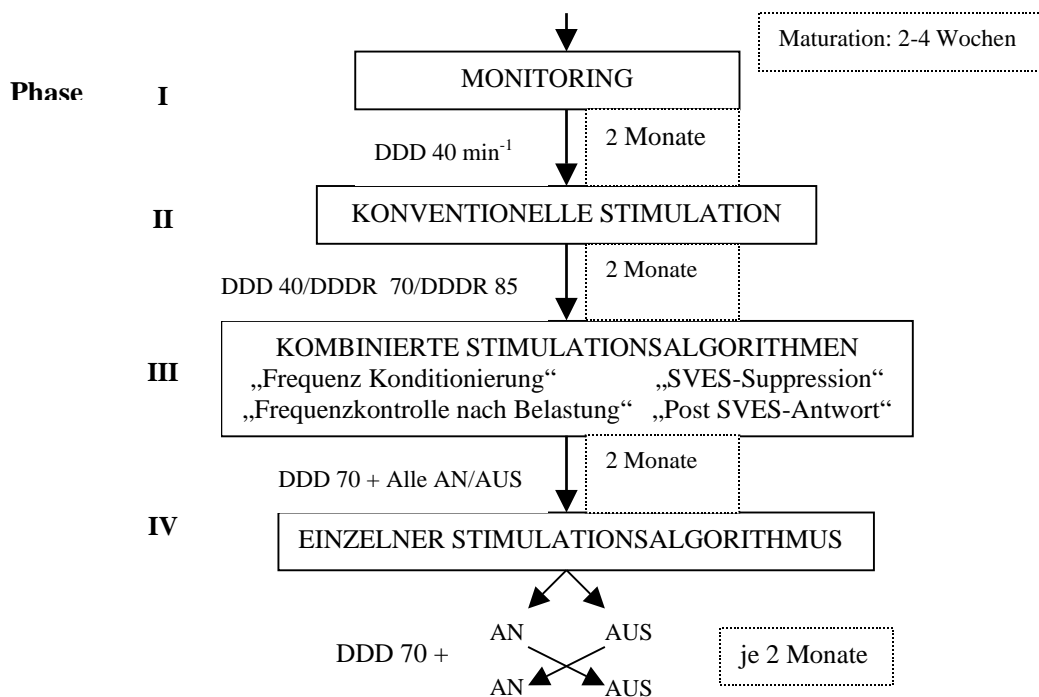 Maturation: 2-4 Wochen
MONITORING
Phase I
DDD 40 min⁻¹ 2 Monate
II KONVENTIONELLE STIMULATION
2 Monate
DDD 40/DDDR 70/DDDR 85
KOMBINIERTE STIMULATIONSALGORITHMEN
III „Frequenz Konditionierung“ „SVES-Suppression“
„Frequenzkontrolle nach Belastung“ „Post SVES-Antwort“
2 Monate
DDD 70 + Alle AN/AUS
IV
EINZELNER STIMULATIONSALGORITHMUS
AN AUS
DDD 70 + je 2 Monate
AN AUS